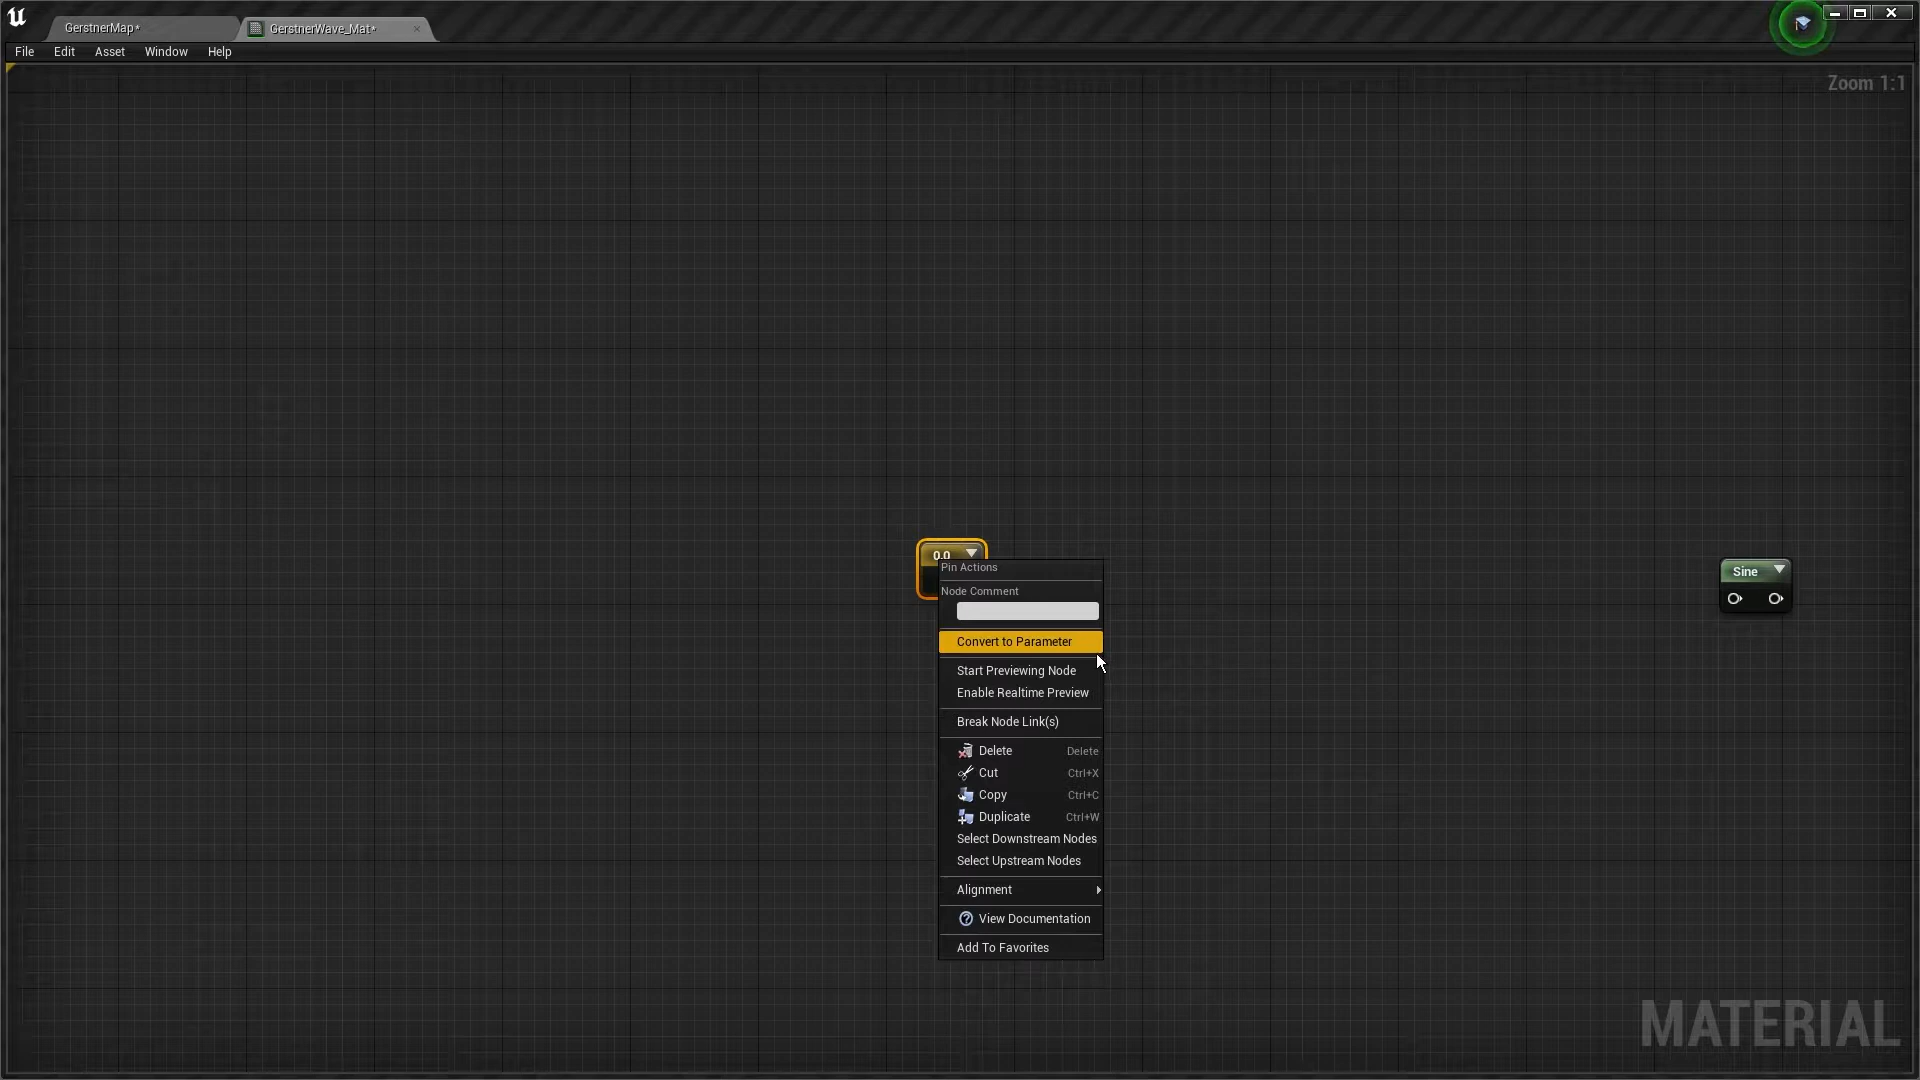 GerstnerMap*
GerstnerWave_Mat*
File Edit Asset Window Help
Zoom 1:1
0,0
Pin Actions
Node Comment
Convert to Parameter
Start Previewing Node
Enable Realtime Preview
Break Node Link(s)
Delete Delete
Cut Ctrl+X
Copy Ctrl+C
Duplicate Ctrl+W
Select Downstream Nodes
Select Upstream Nodes
Alignment
View Documentation
Add To Favorites
Sine
MATERIAL